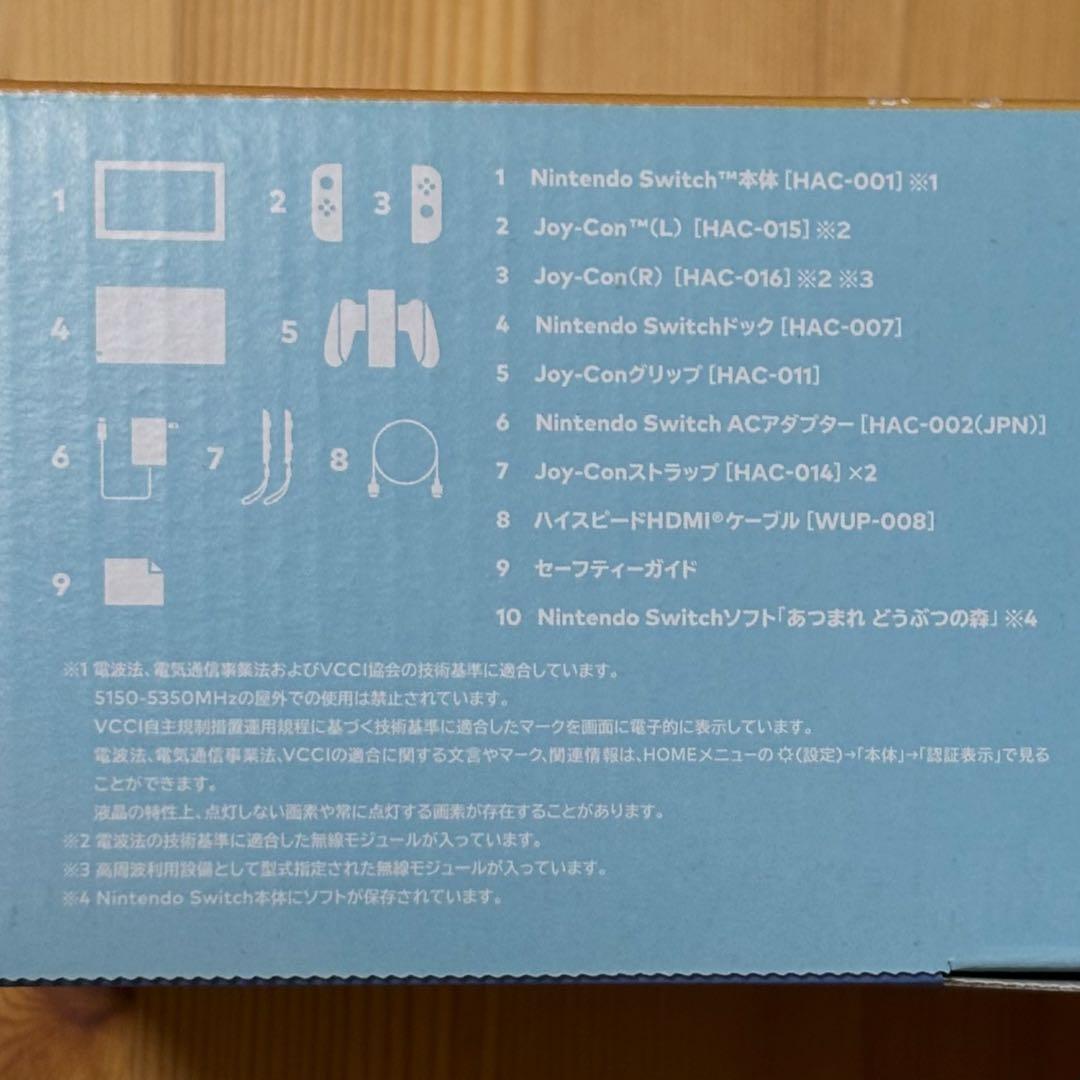 1
2
3
4
5
6
7
8
9
1 Nintendo Switch™本体 [HAC-001] ※1
2 Joy-Con™(L) [HAC-015] ※2
3 Joy-Con(R) [HAC-016] ※2 ※3
4 Nintendo Switchドック [HAC-007]
5 Joy-Conグリップ [HAC-011]
6 Nintendo Switch ACアダプター [HAC-002(JPN)]
7 Joy-Conストラップ [HAC-014] ×2
8 ハイスピードHDMI®ケーブル [WUP-008]
9 セーフティーガイド
10 Nintendo Switchソフト「あつまれ どうぶつの森」 ※4
※1 電波法、電気通信事業法およびVCCI協会の技術基準に適合しています。
5150-5350MHzの屋外での使用は禁止されています。
VCCI自主規制措置運用規程に基づく技術基準に適合したマークを画面に電子的に表示しています。
電波法、電気通信事業法、VCCIの適合に関する文言やマーク、関連情報は、HOMEメニューの(設定)→「本体」→「認証表示」で見る
ことができます。
液晶の特性上、点灯しない画素や常に点灯する画素が存在することがあります。
※2 電波法の技術基準に適合した無線モジュールが入っています。
※3 高周波利用設備として型式指定された無線モジュールが入っています。
※4 Nintendo Switch本体にソフトが保存されています。